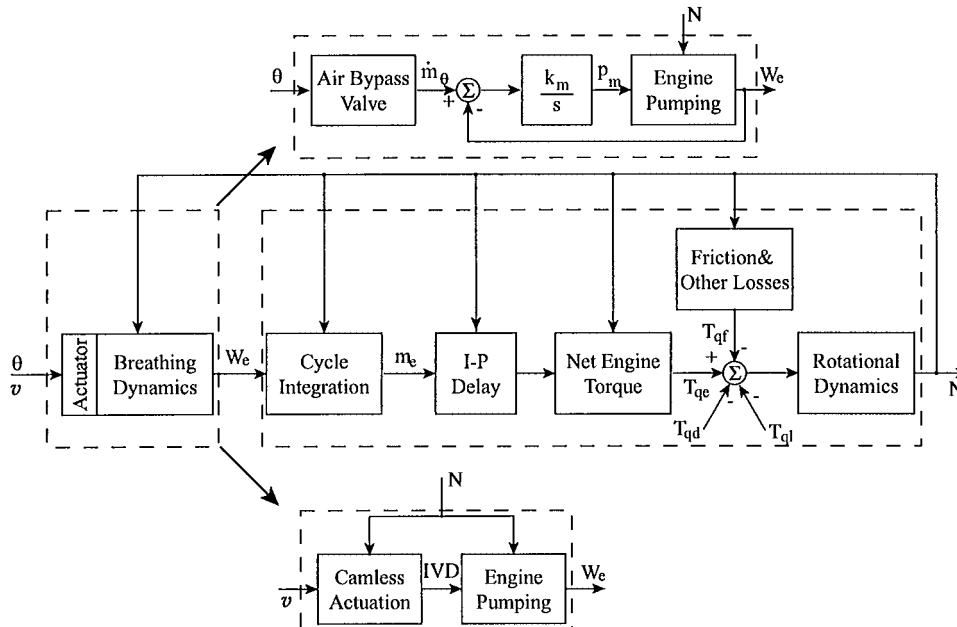 N
θ
Air Bypass
Valve
ṁ_θ
+
Σ
-
k_m
s
p_m
Engine
Pumping
W_e
Friction&
Other Losses
θ
v
Actuator
Breathing
Dynamics
W_e
Cycle
Integration
m_e
I-P
Delay
Net Engine
Torque
T_qf
-
+
T_qe
Σ
-
-
T_qd
T_ql
Rotational
Dynamics
N
N
v
Camless
Actuation
IVD
Engine
Pumping
W_e